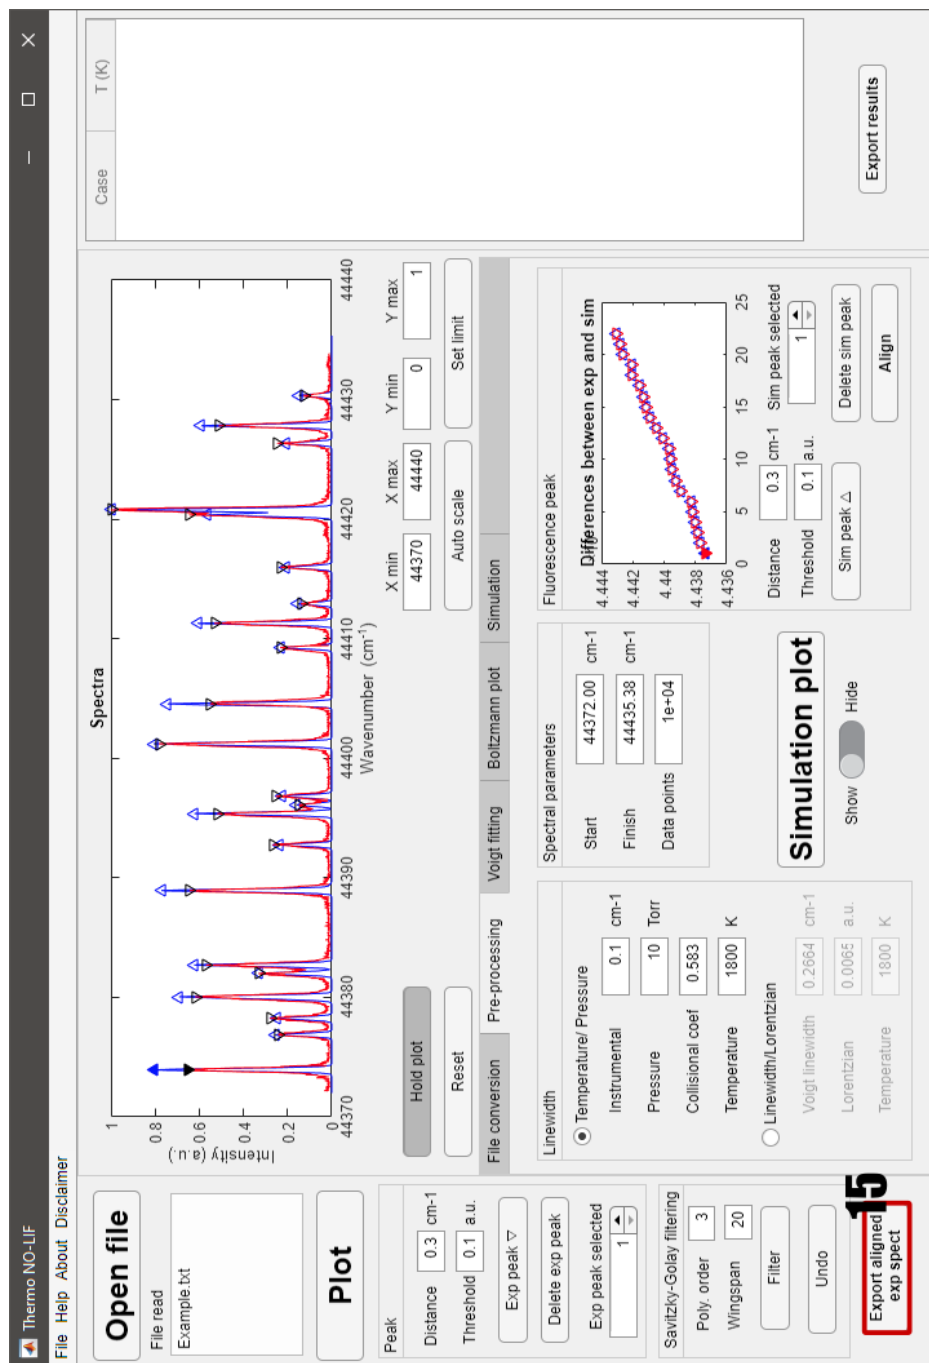 Thermo NO-LIF
File Help About Disclaimer
Open file
File read
Example.txt
Plot
Peak
Distance 0.3 cm-1
Threshold 0.1 a.u.
Exp peak ▽
Delete exp peak
Exp peak selected
1
Savitzky-Golay filtering
Poly. order 3
Wingspan 20
Filter
Undo
15
Export aligned
exp spect
Spectra
1
0.8
0.6
0.4
0.2
0
Intensity (a.u.)
44370 44380 44390 44400 44410 44420 44430 44440
Wavenumber (cm-1)
Hold plot
Reset
X min X max Y min Y max
44370 44440 0 1
Auto scale Set limit
File conversion Pre-processing Voigt fitting Boltzmann plot Simulation
Linewidth
Temperature/ Pressure
Instrumental 0.1 cm-1
Pressure 10 Torr
Collisional coef 0.583
Temperature 1800 K
Linewidth/Lorentzian
Voigt linewidth 0.2664 cm-1
Lorentzian 0.0065 a.u.
Temperature 1800 K
Spectral parameters
Start 44372.00 cm-1
Finish 44435.38 cm-1
Data points 1e+04
Simulation plot
Show Hide
Fluorescence peak
Differences between exp and sim
4.444
4.442
4.44
4.438
4.436
0 5 10 15 20 25
Distance 0.3 cm-1
Threshold 0.1 a.u.
Sim peak selected
1
Sim peak △
Delete sim peak
Align
Case T (K)
Export results